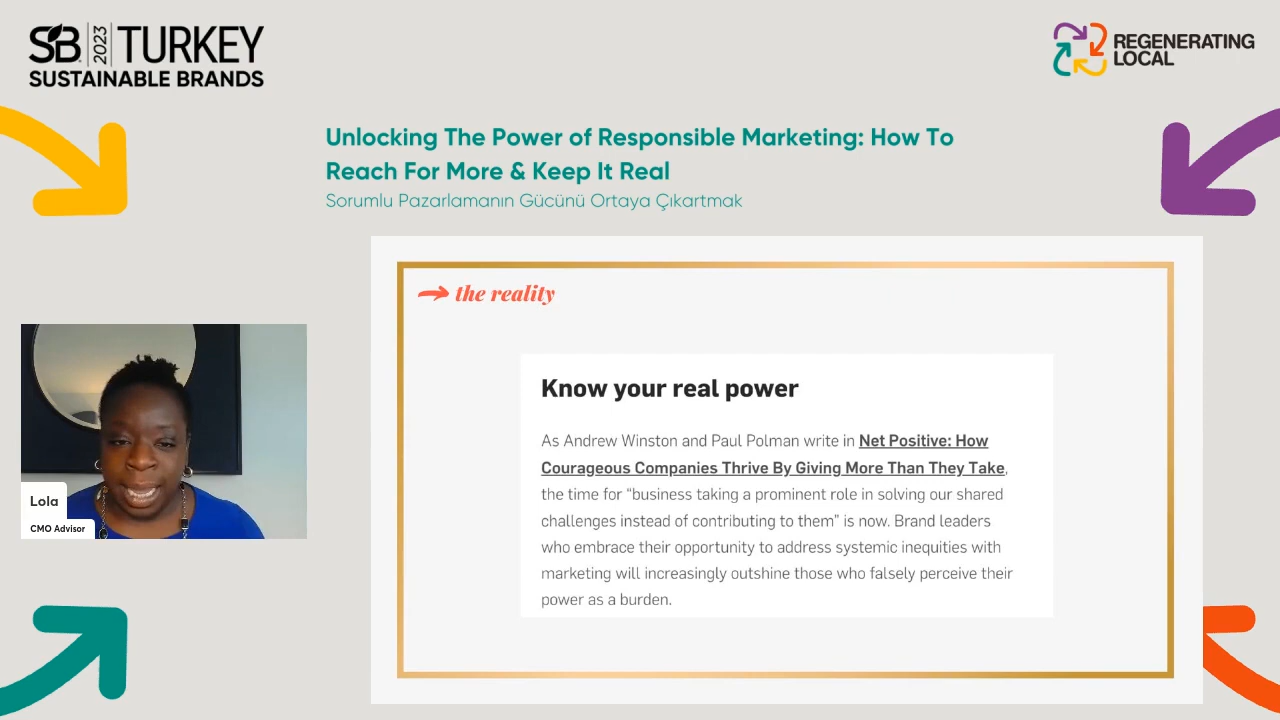 SB 2023 TURKEY
SUSTAINABLE BRANDS
REGENERATING
LOCAL
Unlocking The Power of Responsible Marketing: How To
Reach For More & Keep It Real
Sorumlu Pazarlamanın Gücünü Ortaya Çıkartmak
the reality
Know your real power
As Andrew Winston and Paul Polman write in Net Positive: How
Courageous Companies Thrive By Giving More Than They Take,
the time for “business taking a prominent role in solving our shared
challenges instead of contributing to them” is now. Brand leaders
who embrace their opportunity to address systemic inequities with
marketing will increasingly outshine those who falsely perceive their
power as a burden.
Lola
CMO Advisor